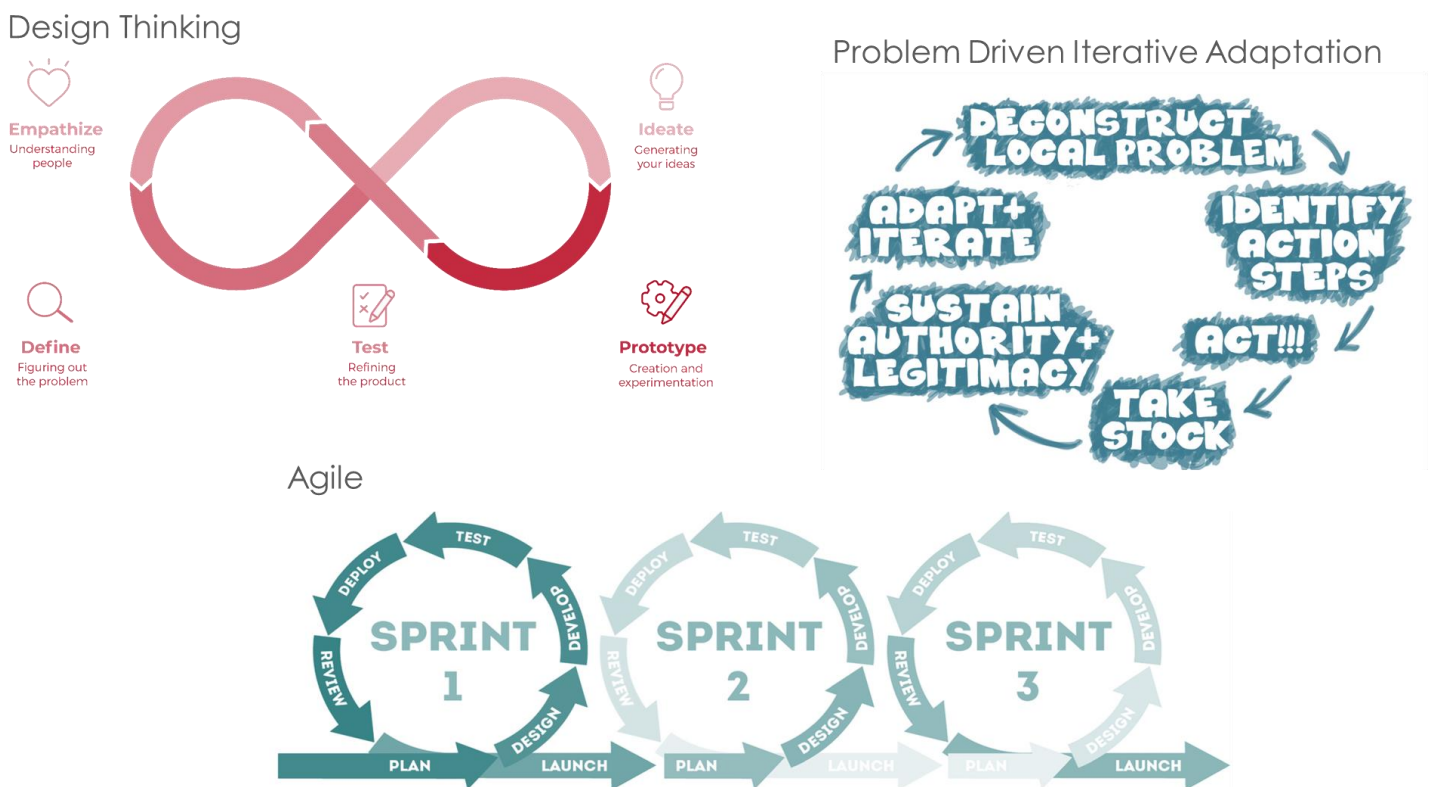 Design Thinking
Empathize
Understanding
people
Ideate
Generating
your ideas
Define
Figuring out
the problem
Test
Refining
the product
Prototype
Creation and
experimentation
Problem Driven Iterative Adaptation
DECONSTRUCT
LOCAL PROBLEM
IDENTIFY
ACTION
STEPS
ACT!!!
TAKE
STOCK
SUSTAIN
AUTHORITY+
LEGITIMACY
ADAPT+
ITERATE
Agile
SPRINT
1
PLAN
DESIGN
DEVELOP
TEST
DEPLOY
REVIEW
LAUNCH
SPRINT
2
PLAN
DESIGN
DEVELOP
TEST
DEPLOY
REVIEW
LAUNCH
SPRINT
3
PLAN
DESIGN
DEVELOP
TEST
DEPLOY
REVIEW
LAUNCH